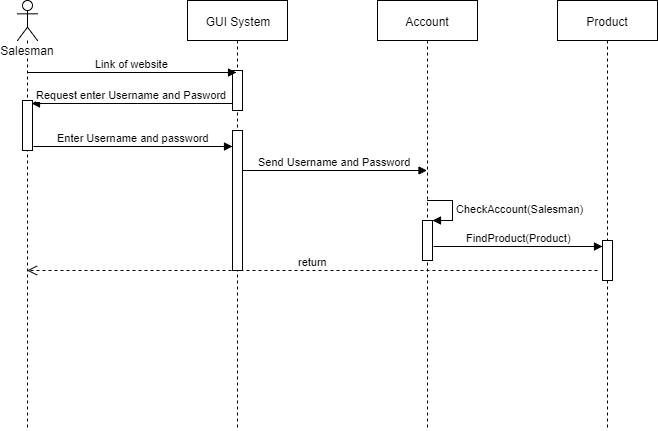 GUI System
Account
Product
Salesman
Link of website
Request enter Username and Pasword
Enter Username and password
Send Username and Password
CheckAccount(Salesman)
FindProduct(Product)
return